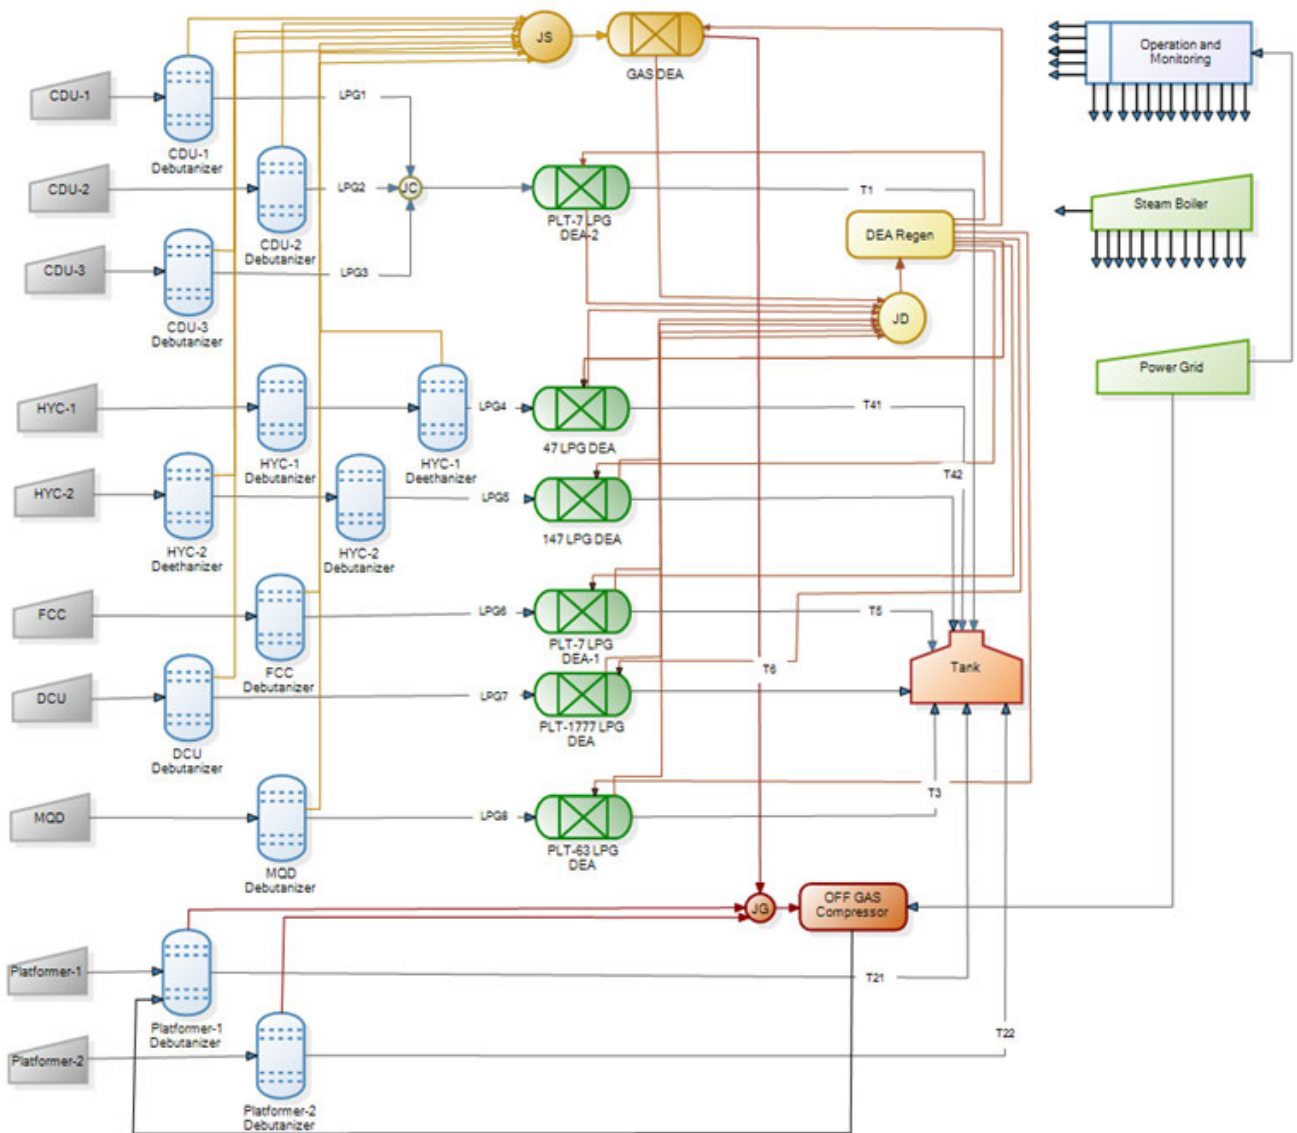 JS
GAS DEA
Operation and
Monitoring
CDU-1
LPG1
CDU-1
Debutanizer
CDU-2
LPG2
JC
T1
PLT-7 LPG
DEA-2
CDU-2
Debutanizer
Steam Boiler
DEA Regen
CDU-3
LPG3
CDU-3
Debutanizer
JD
Power Grid
HYC-1
LPG4
T41
47 LPG DEA
HYC-1
Debutanizer
HYC-1
Deethanizer
T42
HYC-2
LPG5
147 LPG DEA
HYC-2
Deethanizer
HYC-2
Debutanizer
FCC
LPG6
T5
PLT-7 LPG
DEA-1
FCC
Debutanizer
T6
Tank
DCU
LPG7
PLT-1777 LPG
DEA
DCU
Debutanizer
T3
MQD
LPG8
PLT-63 LPG
DEA
MQD
Debutanizer
JG
OFF GAS
Compressor
Platformer-1
T21
Platformer-1
Debutanizer
T22
Platformer-2
Platformer-2
Debutanizer